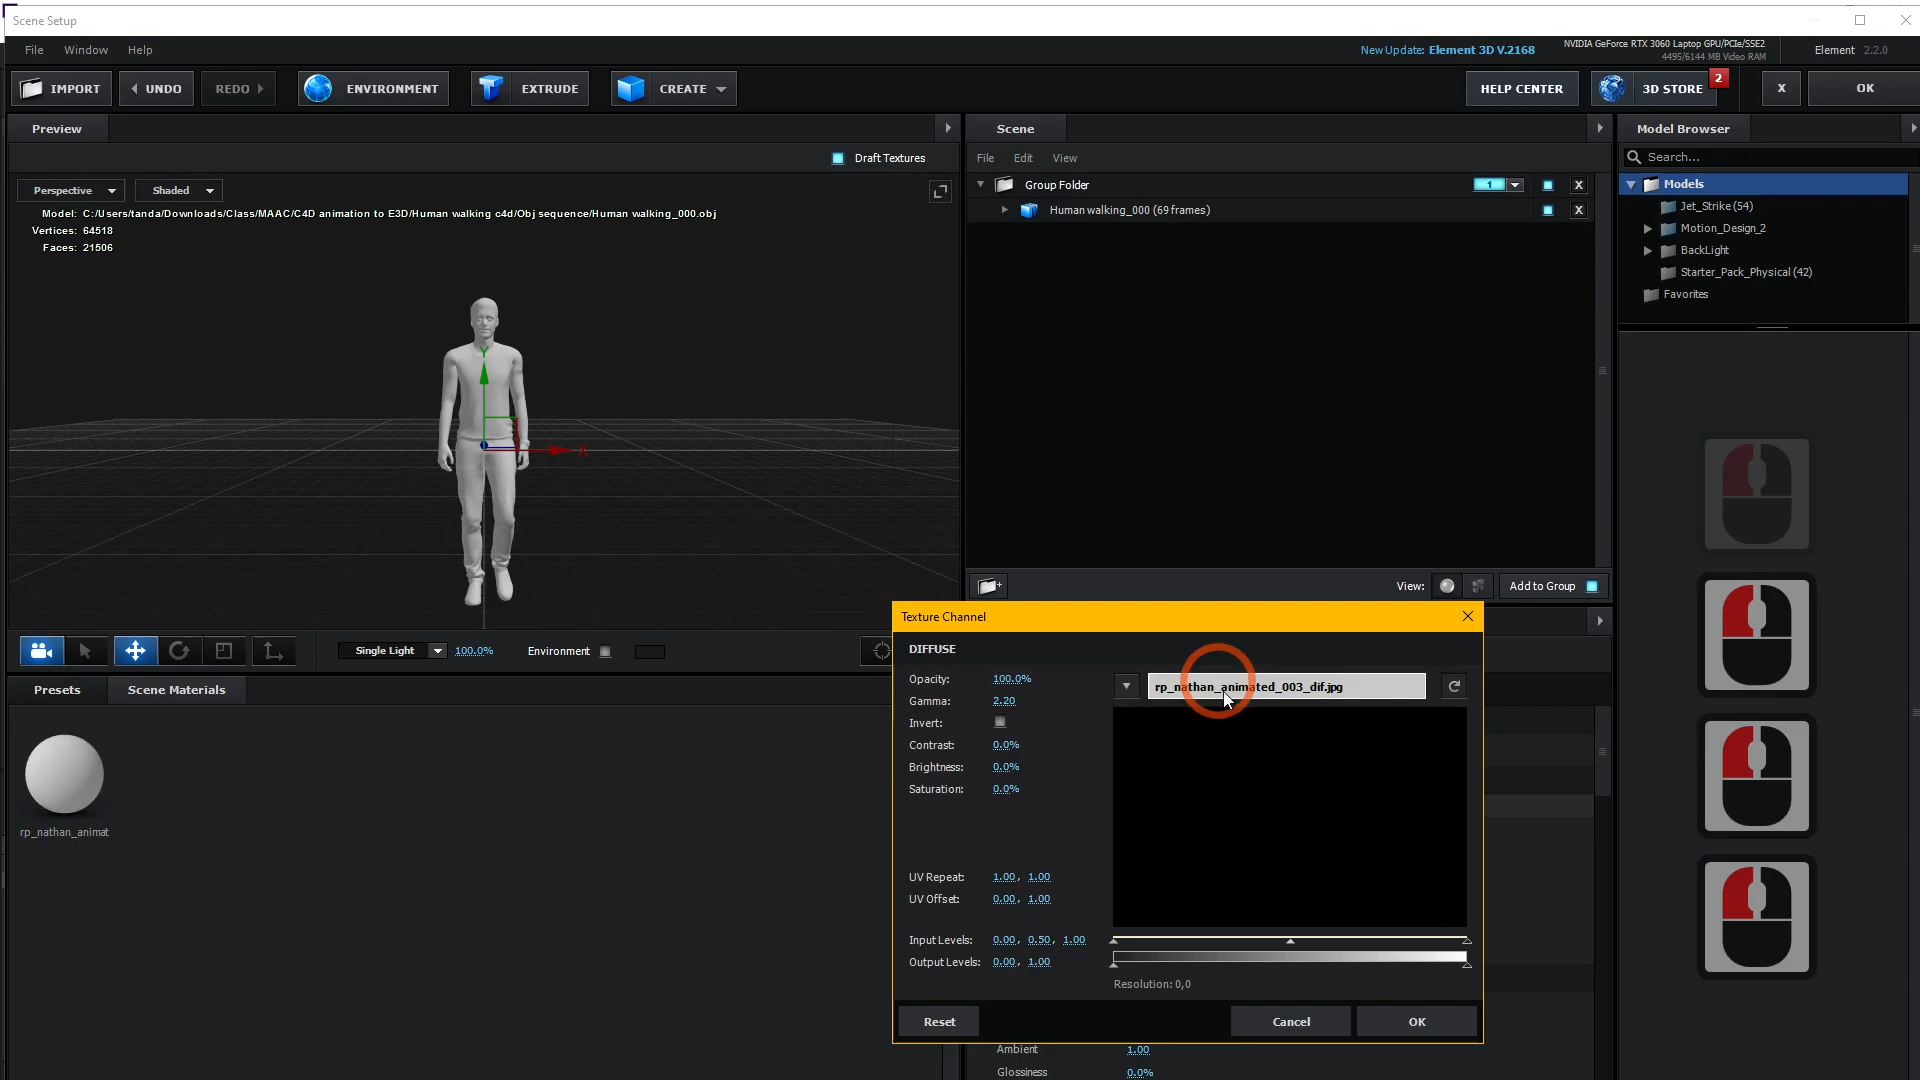 Scene Setup
File Window Help
New Update: Element 3D V.2168
NVIDIA GeForce RTX 3060 Laptop GPU/PCIe/SSE2
4495/6144 MB Video RAM
Element 2.2.0
IMPORT
UNDO
REDO
ENVIRONMENT
EXTRUDE
CREATE
HELP CENTER
3D STORE
2
X
OK
Preview
Draft Textures
Perspective
Shaded
Model: C:/Users/tanda/Downloads/Class/MAAC/C4D animation to E3D/Human walking c4d/Obj sequence/Human walking_000.obj
Vertices: 64518
Faces: 21506
Y
X
Single Light
100.0%
Environment
Scene
File Edit View
Group Folder
1
X
Human walking_000 (69 frames)
X
View:
Add to Group
Model Browser
Search...
Models
Jet_Strike (54)
Motion_Design_2
BackLight
Starter_Pack_Physical (42)
Favorites
Presets
Scene Materials
rp_nathan_animat
Texture Channel
DIFFUSE
Opacity: 100.0%
Gamma: 2.20
Invert:
Contrast: 0.0%
Brightness: 0.0%
Saturation: 0.0%
UV Repeat: 1.00, 1.00
UV Offset: 0.00, 1.00
Input Levels: 0.00, 0.50, 1.00
Output Levels: 0.00, 1.00
rp_nathan_animated_003_dif.jpg
Resolution: 0,0
Reset
Cancel
OK
Ambient 1.00
Glossiness 0.0%